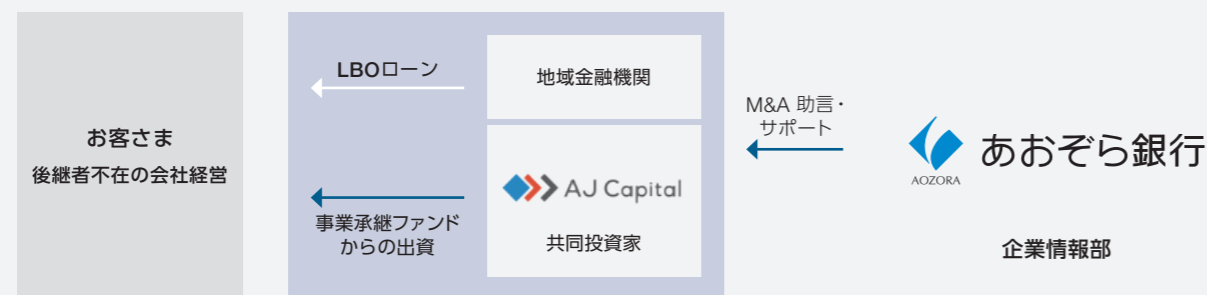 お客さま
後継者不在の会社経営
LBOローン
地域金融機関
事業承継ファンド
からの出資
AJ Capital
共同投資家
M&A 助言・
サポート
AOZORA
あおぞら銀行
企業情報部